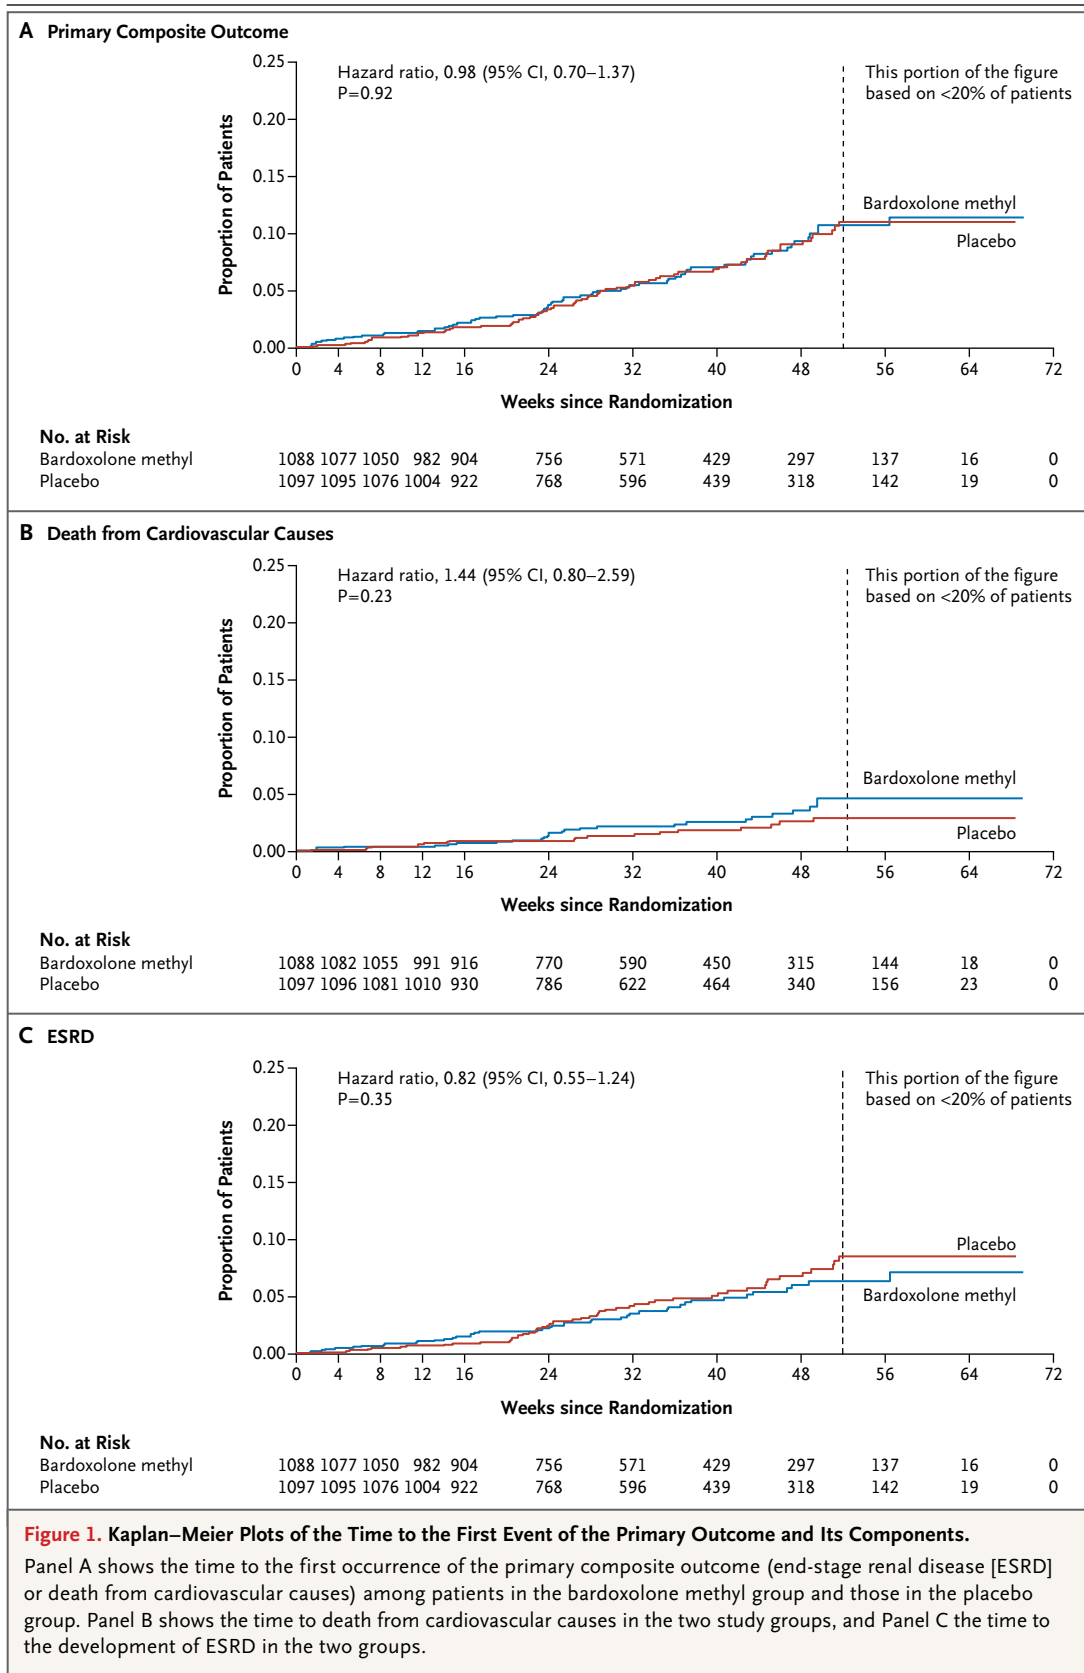 A Primary Composite Outcome
0.25
0.20
0.15
0.10
0.05
0.00
Proportion of Patients
Hazard ratio, 0.98 (95% CI, 0.70–1.37)
P=0.92
This portion of the figure
based on <20% of patients
Bardoxolone methyl
Placebo
0 4 8 12 16 24 32 40 48 56 64 72
Weeks since Randomization
No. at Risk
Bardoxolone methyl 1088 1077 1050 982 904 756 571 429 297 137 16 0
Placebo 1097 1095 1076 1004 922 768 596 439 318 142 19 0
B Death from Cardiovascular Causes
0.25
0.20
0.15
0.10
0.05
0.00
Proportion of Patients
Hazard ratio, 1.44 (95% CI, 0.80–2.59)
P=0.23
This portion of the figure
based on <20% of patients
Bardoxolone methyl
Placebo
0 4 8 12 16 24 32 40 48 56 64 72
Weeks since Randomization
No. at Risk
Bardoxolone methyl 1088 1082 1055 991 916 770 590 450 315 144 18 0
Placebo 1097 1096 1081 1010 930 786 622 464 340 156 23 0
C ESRD
0.25
0.20
0.15
0.10
0.05
0.00
Proportion of Patients
Hazard ratio, 0.82 (95% CI, 0.55–1.24)
P=0.35
This portion of the figure
based on <20% of patients
Placebo
Bardoxolone methyl
0 4 8 12 16 24 32 40 48 56 64 72
Weeks since Randomization
No. at Risk
Bardoxolone methyl 1088 1077 1050 982 904 756 571 429 297 137 16 0
Placebo 1097 1095 1076 1004 922 768 596 439 318 142 19 0
Figure 1. Kaplan–Meier Plots of the Time to the First Event of the Primary Outcome and Its Components.
Panel A shows the time to the first occurrence of the primary composite outcome (end-stage renal disease [ESRD]
or death from cardiovascular causes) among patients in the bardoxolone methyl group and those in the placebo
group. Panel B shows the time to death from cardiovascular causes in the two study groups, and Panel C the time to
the development of ESRD in the two groups.